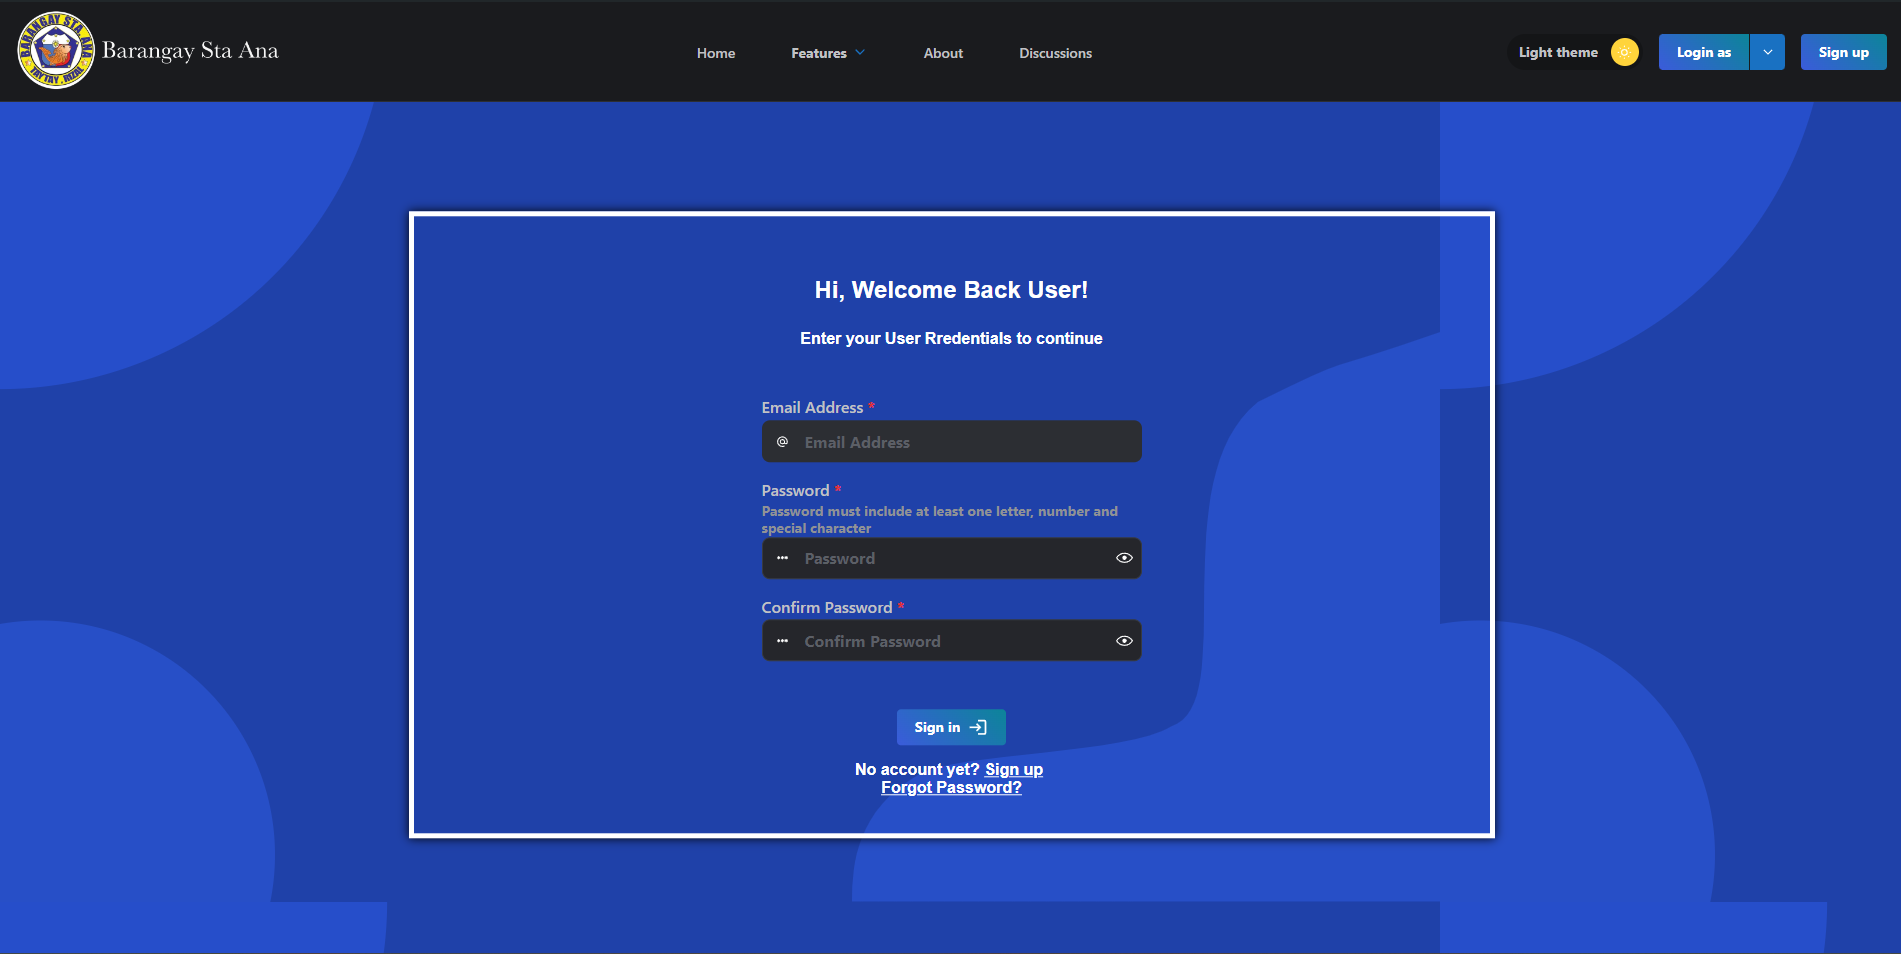 BARANGAY STA. ANA
TAYTAY, RIZAL
Barangay Sta Ana
Home
Features
About
Discussions
Light theme
Login as
Sign up
Hi, Welcome Back User!
Enter your User Rredentials to continue
Email Address *
@ Email Address
Password *
Password must include at least one letter, number and
special character
Password
Confirm Password *
Confirm Password
Sign in
No account yet? Sign up
Forgot Password?